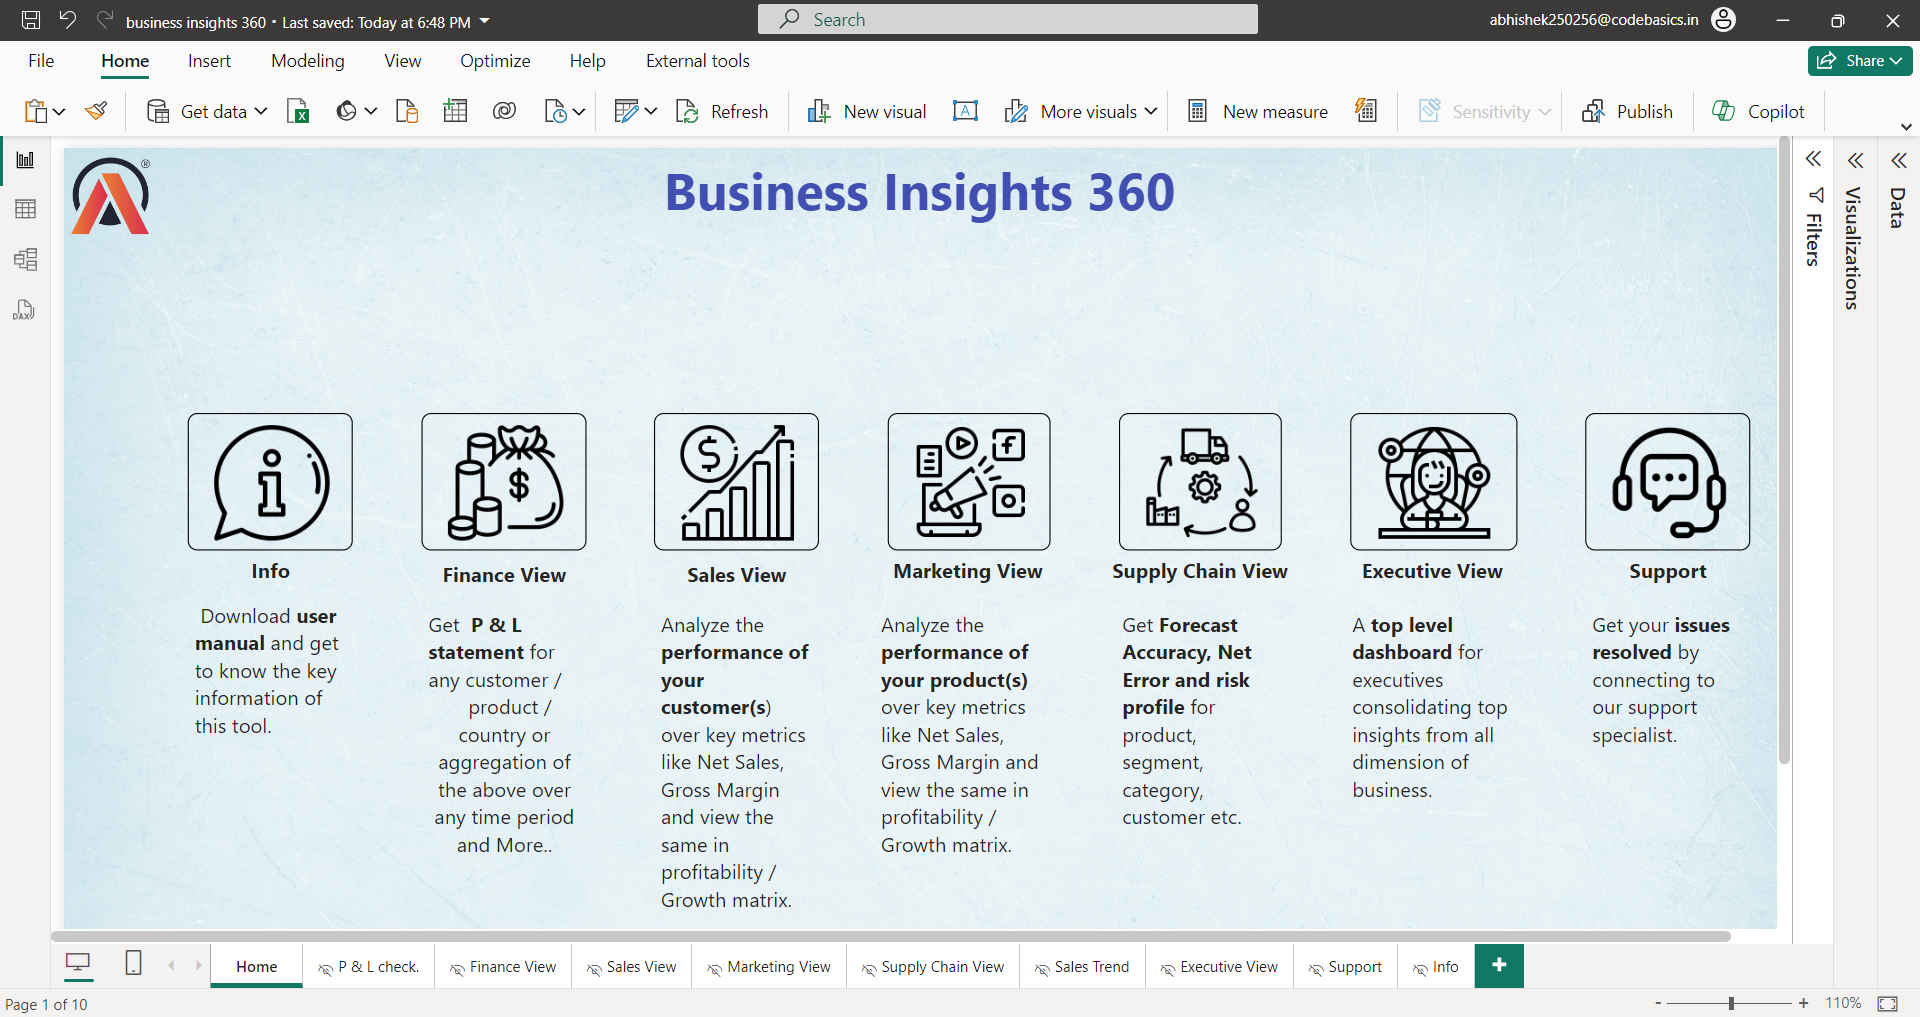 business insights 360 • Last saved: Today at 6:48 PM
Search
abhishek250256@codebasics.in
File Home Insert Modeling View Optimize Help External tools
Share
Get data
Refresh
New visual
A
More visuals
New measure
Sensitivity
Publish
Copilot
DAX
®
Business Insights 360
Filters
Visualizations
Data
Info
Download user
manual and get
to know the key
information of
this tool.
Finance View
Get P & L
statement for
any customer /
product /
country or
aggregation of
the above over
any time period
and More..
Sales View
Analyze the
performance of
your
customer(s)
over key metrics
like Net Sales,
Gross Margin
and view the
same in
profitability /
Growth matrix.
Marketing View
Analyze the
performance of
your product(s)
over key metrics
like Net Sales,
Gross Margin and
view the same in
profitability /
Growth matrix.
Supply Chain View
Get Forecast
Accuracy, Net
Error and risk
profile for
product,
segment,
category,
customer etc.
Executive View
A top level
dashboard for
executives
consolidating top
insights from all
dimension of
business.
Support
Get your issues
resolved by
connecting to
our support
specialist.
Home P & L check. Finance View Sales View Marketing View Supply Chain View Sales Trend Executive View Support Info +
Page 1 of 10
- + 110%